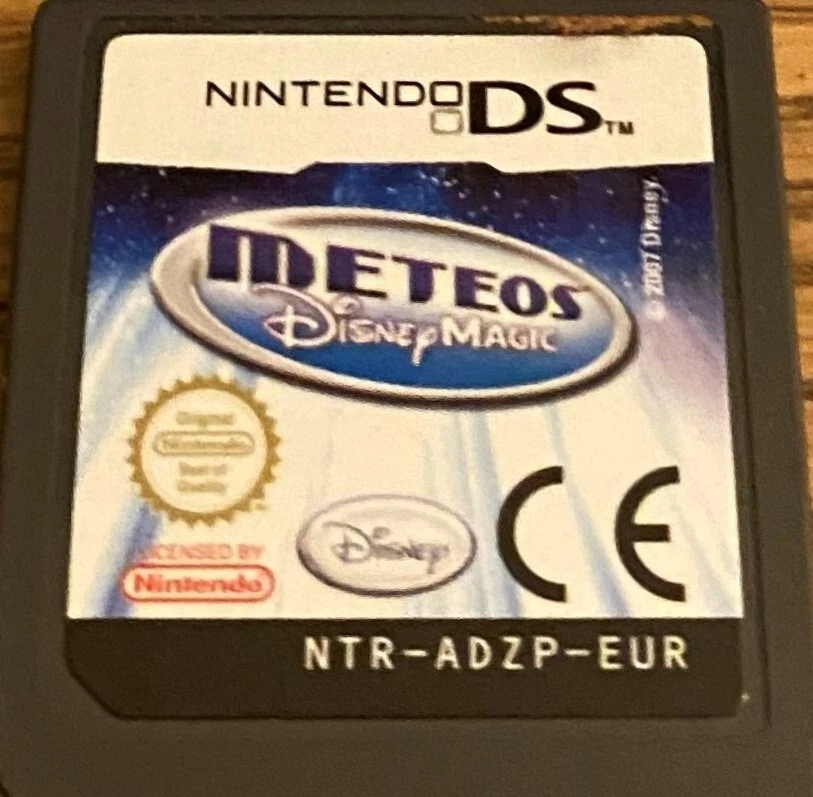 NINTENDO DS™
© 2007 Disney.
METEOS
Disney MAGIC
Original
Nintendo
Seal of
Quality
LICENSED BY
Nintendo
Disney
CE
NTR-ADZP-EUR